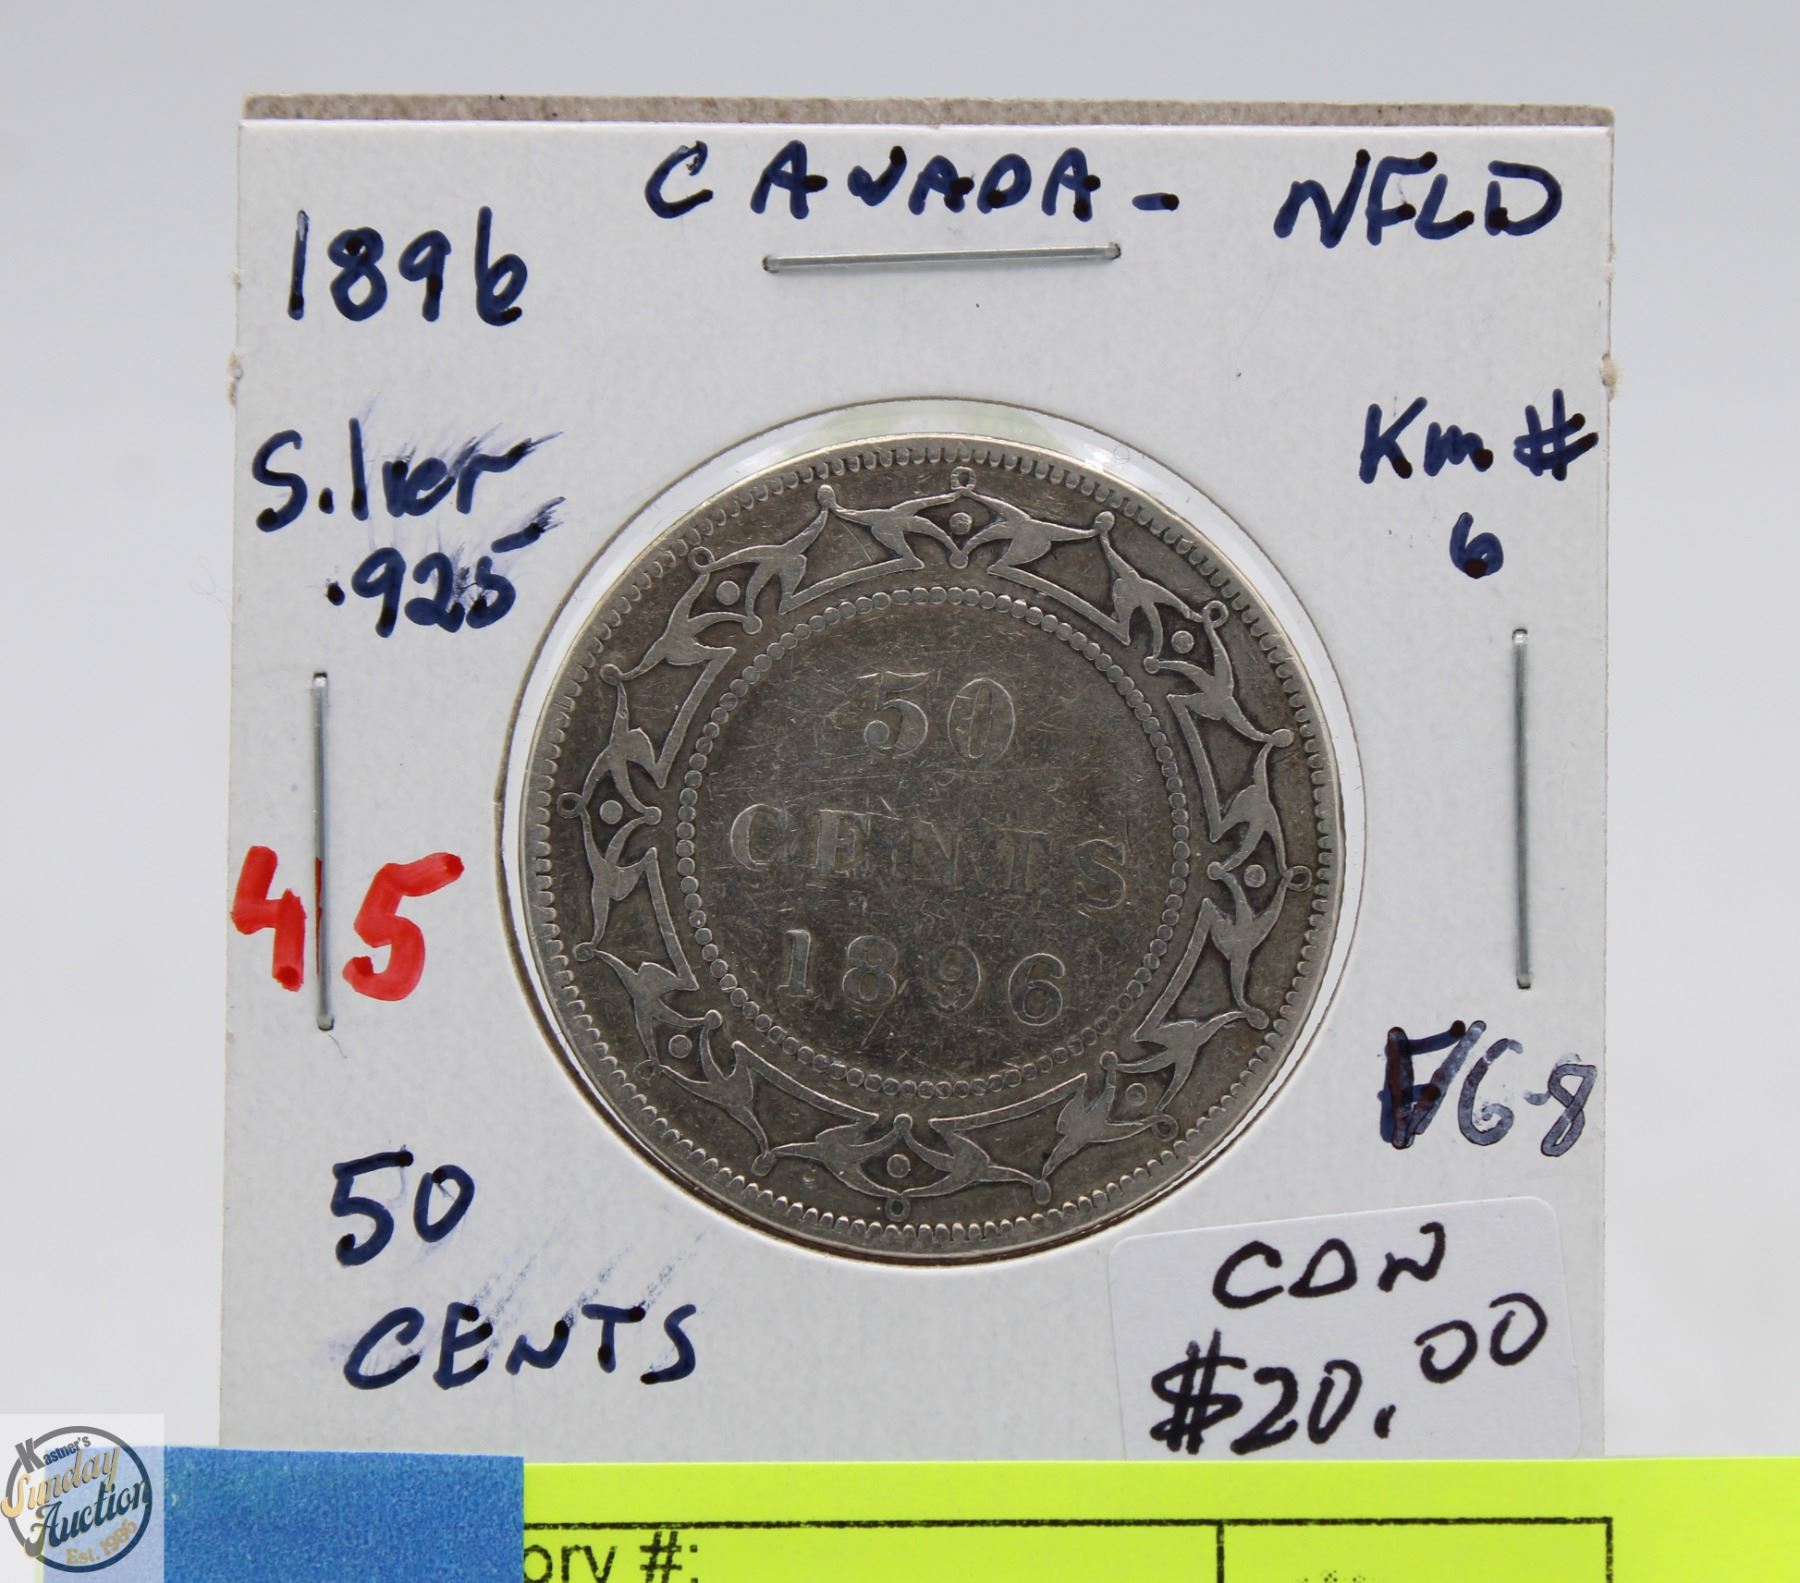 CANADA - NFLD
1896
Silver
.925
Km #
6
50
CENTS
1896
45
VG-8
50
CENTS
CDN
$20.00
Kastner's
Sunday
Auction
Est. 1985
ory #: